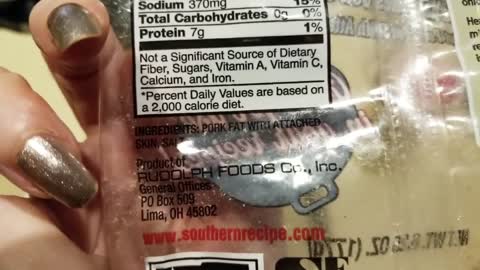 Sodium 370mg 15%
Total Carbohydrates 0g 0%
Protein 7g 1%
Not a Significant Source of Dietary
Fiber, Sugars, Vitamin A, Vitamin C,
Calcium, and Iron.
*Percent Daily Values are based on
a 2,000 calorie diet.
INGREDIENTS: PORK FAT WITH ATTACHED
SKIN, SAL
Product of
RUDOLPH FOODS Co., Inc.
General Offices
PO Box 509
Lima, OH 45802
www.southernrecipe.com